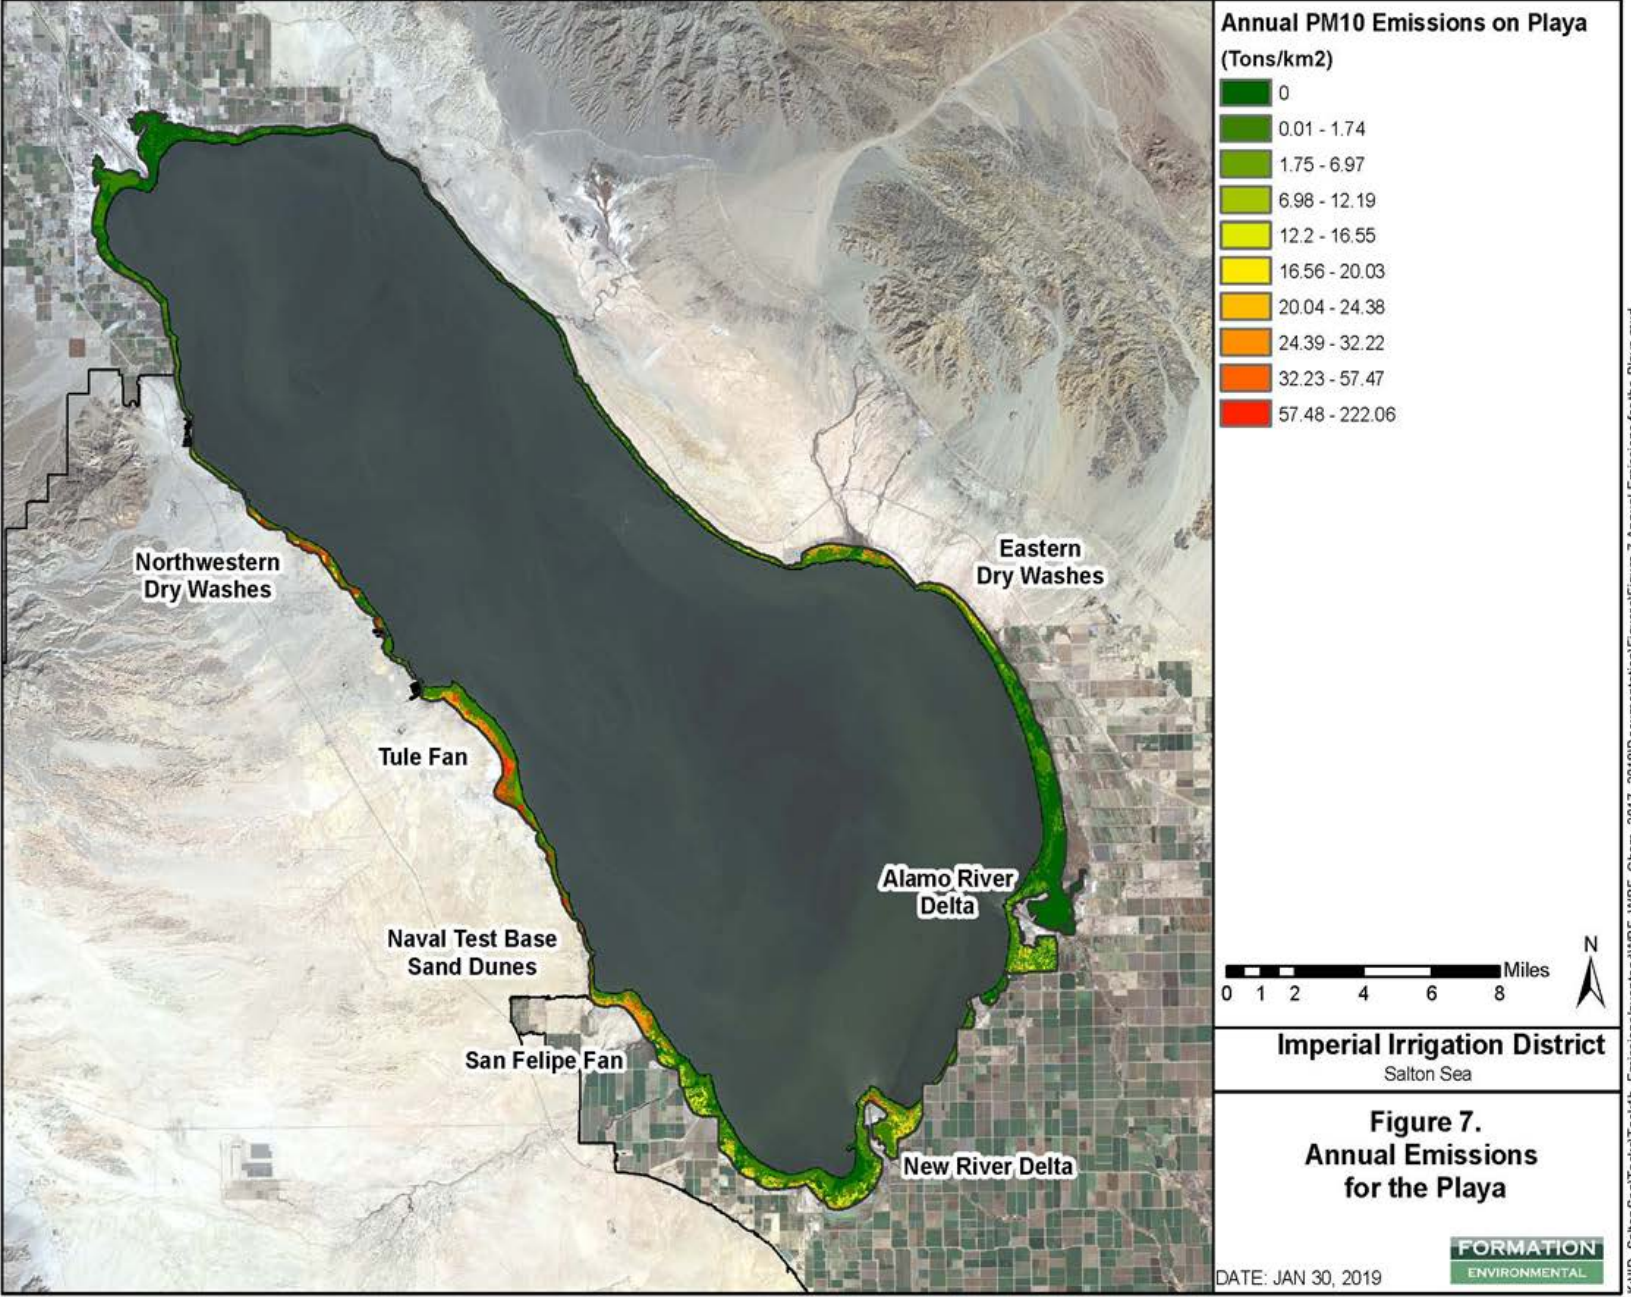 Annual PM10 Emissions on Playa
(Tons/km2)
0
0.01 - 1.74
1.75 - 6.97
6.98 - 12.19
12.2 - 16.55
16.56 - 20.03
20.04 - 24.38
24.39 - 32.22
32.23 - 57.47
57.48 - 222.06
Northwestern
Dry Washes
Eastern
Dry Washes
Tule Fan
Alamo River
Delta
Naval Test Base
Sand Dunes
San Felipe Fan
New River Delta
Miles
0 1 2 4 6 8
N
Imperial Irrigation District
Salton Sea
Figure 7.
Annual Emissions
for the Playa
FORMATION
ENVIRONMENTAL
DATE: JAN 30, 2019